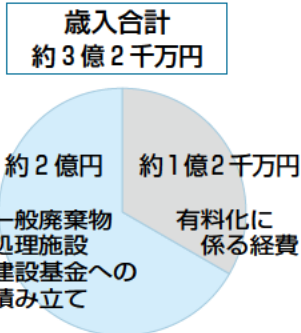 歳入合計
約3億2千万円
約2億円
約1億2千万円
一般廃棄物
処理施設
建設基金への
積み立て
有料化に
係る経費